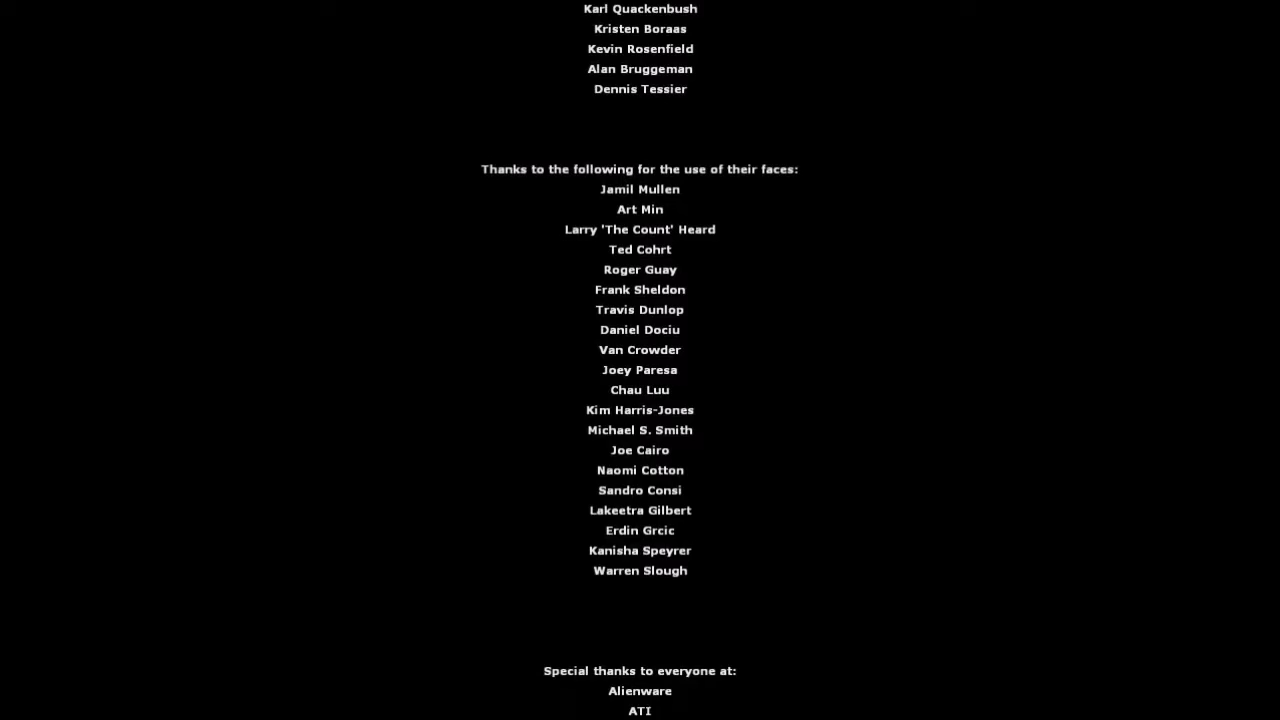 Karl Quackenbush
Kristen Boraas
Kevin Rosenfield
Alan Bruggeman
Dennis Tessier
Thanks to the following for the use of their faces:
Jamil Mullen
Art Min
Larry 'The Count' Heard
Ted Cohrt
Roger Guay
Frank Sheldon
Travis Dunlop
Daniel Dociu
Van Crowder
Joey Paresa
Chau Luu
Kim Harris-Jones
Michael S. Smith
Joe Cairo
Naomi Cotton
Sandro Consi
Lakeetra Gilbert
Erdin Grcic
Kanisha Speyrer
Warren Slough
Special thanks to everyone at:
Alienware
ATI